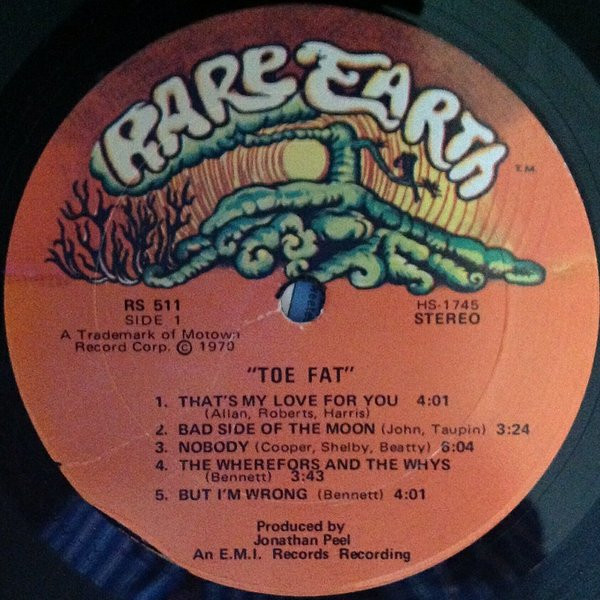 RARE EARTH
T.M.
RS 511 HS-1745
SIDE 1 STEREO
A Trademark of Motown
Record Corp. © 1970
"TOE FAT"
1. THAT'S MY LOVE FOR YOU 4:01
(Allan, Roberts, Harris)
2. BAD SIDE OF THE MOON (John, Taupin) 3:24
3. NOBODY (Cooper, Shelby, Beatty) 6:04
4. THE WHEREFORS AND THE WHYS
(Bennett) 3:43
5. BUT I'M WRONG (Bennett) 4:01
Produced by
Jonathan Peel
An E.M.I. Records Recording